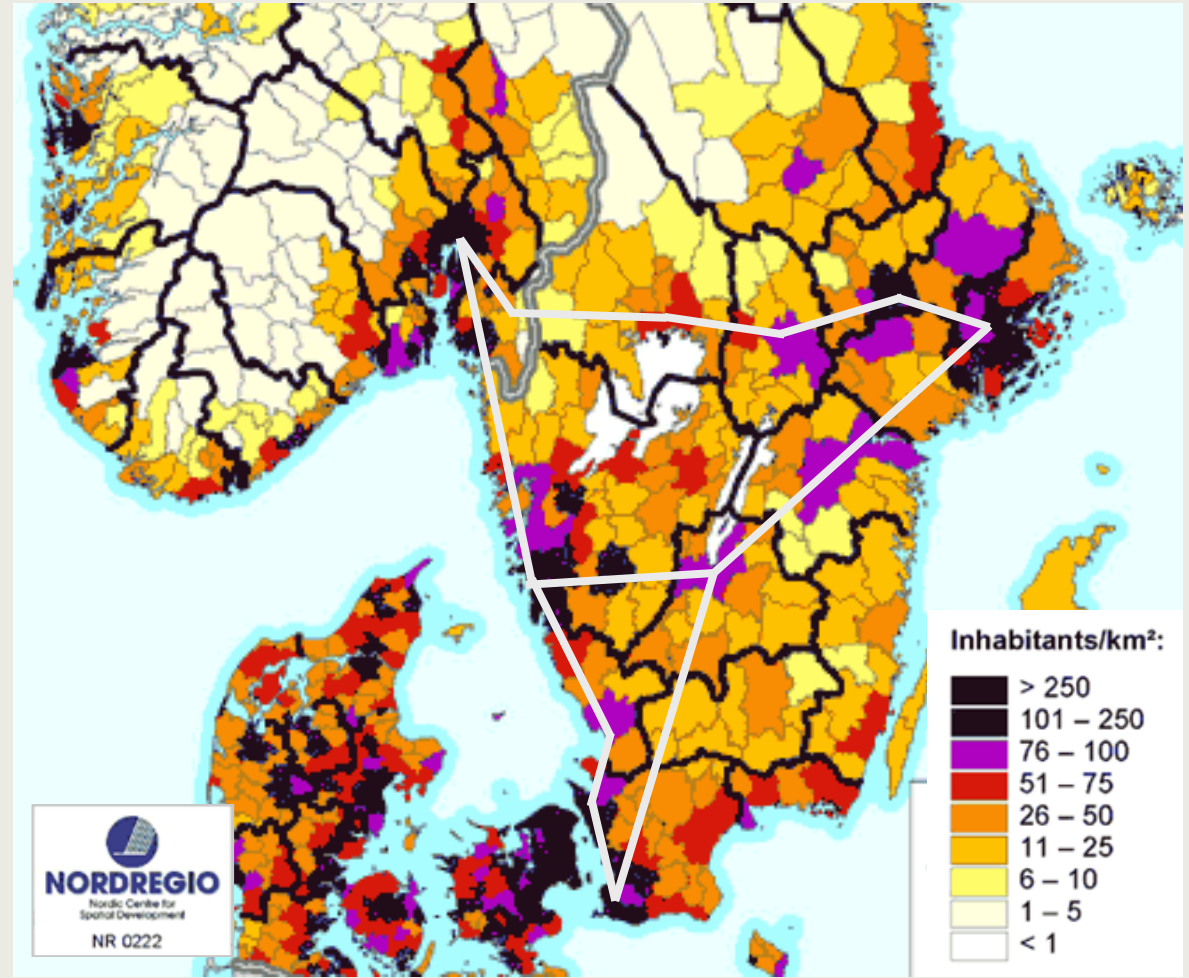 Inhabitants/km²:
> 250
101 – 250
76 – 100
51 – 75
26 – 50
11 – 25
6 – 10
1 – 5
< 1
NORDREGIO
Nordic Centre for
Spatial Development
NR 0222